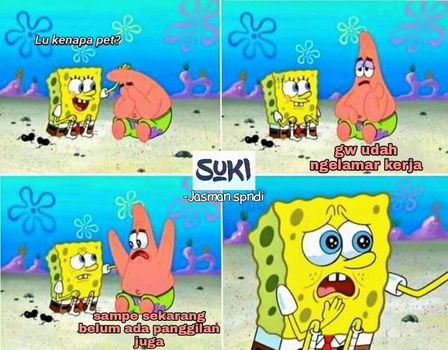 Lu kenapa pet?
gw udah
ngelamar kerja
SUKI
-Jasman.spndi
sampe sekarang
belum ada panggilan
juga